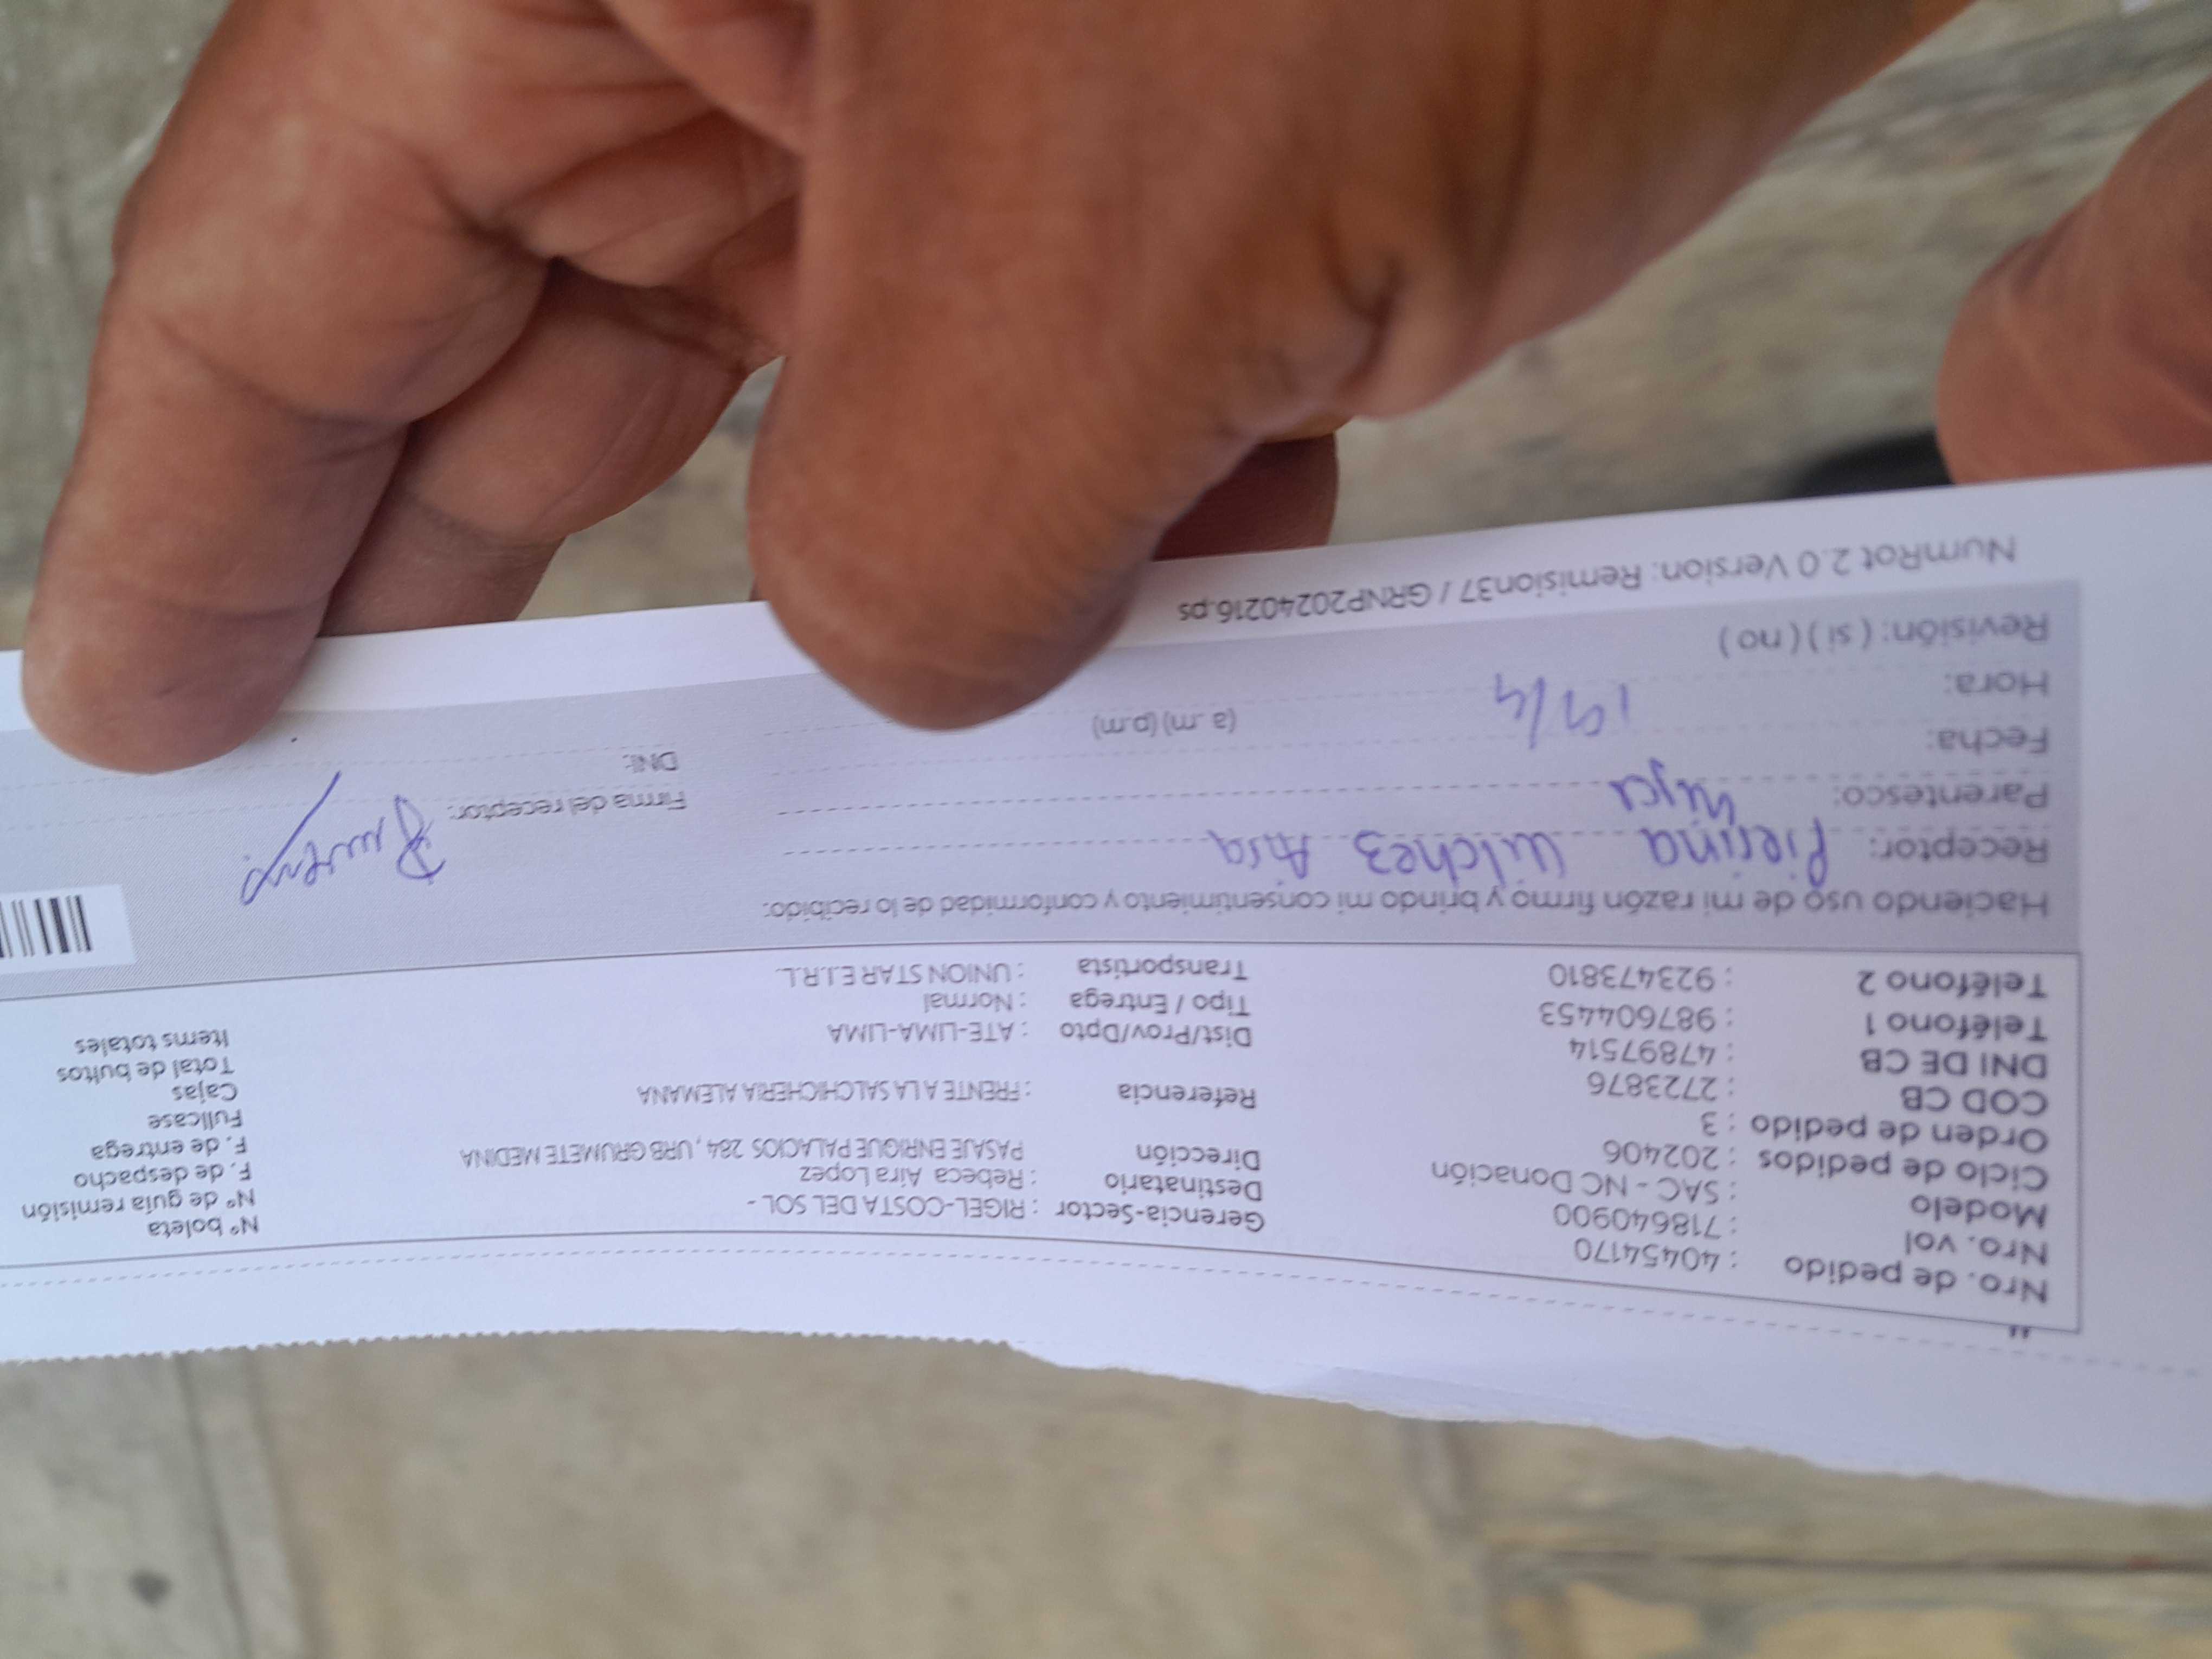 Nro. de pedido : 40454170
Nro. vol : 718640900
Modelo : SAC - NC Donación
Ciclo de pedidos : 202406
Orden de pedido : 3
COD CB : 2723876
DNI DE CB : 47897514
Teléfono 1 : 987604453
Teléfono 2 : 923473810
Gerencia-Sector : RIGEL-COSTA DEL SOL -
Destinatario : Rebeca Aira Lopez
Dirección PASAJE ENRIQUE PALACIOS 284, URB GRUMETE MEDINA
Referencia : FRENTE A LA SALCHICHERIA ALEMANA
Dist/Prov/Dpto : ATE-LIMA-LIMA
Tipo / Entrega : Normal
Transportista : UNION STAR E.I.R.L.
N° boleta
N° de guía remisión
F. de despacho
F. de entrega
Fullcase
Cajas
Total de bultos
Items totales
Haciendo uso de mi razón firmo y brindo mi consentimiento y conformidad de lo recibido:
Receptor: Pierina Vilchez Aira
Parentesco: hija
Fecha: 19/4
Hora: (a .m) (p.m)
Revisión: ( si ) ( no )
Firma del receptor:
DNI:
NumRot 2.0 Version: Remision37 / GRNP20240216.ps